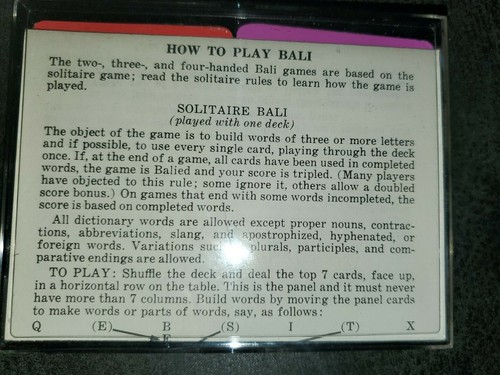 HOW TO PLAY BALI
The two-, three-, and four-handed Bali games are based on the
solitaire game; read the solitaire rules to learn how the game is
played.
SOLITAIRE BALI
(played with one deck)
The object of the game is to build words of three or more letters
and if possible, to use every single card, playing through the deck
once. If, at the end of a game, all cards have been used in completed
words, the game is Balied and your score is tripled. (Many players
have objected to this rule; some ignore it, others allow a doubled
score bonus.) On games that end with some words incompleted, the
score is based on completed words.
All dictionary words are allowed except proper nouns, contrac-
tions, abbreviations, slang, and apostrophized, hyphenated, or
foreign words. Variations such plurals, participles, and com-
parative endings are allowed.
TO PLAY: Shuffle the deck and deal the top 7 cards, face up,
in a horizontal row on the table. This is the panel and it must never
have more than 7 columns. Build words by moving the panel cards
to make words or parts of words, say, as follows:
Q (E) B (S) I (T) X
E